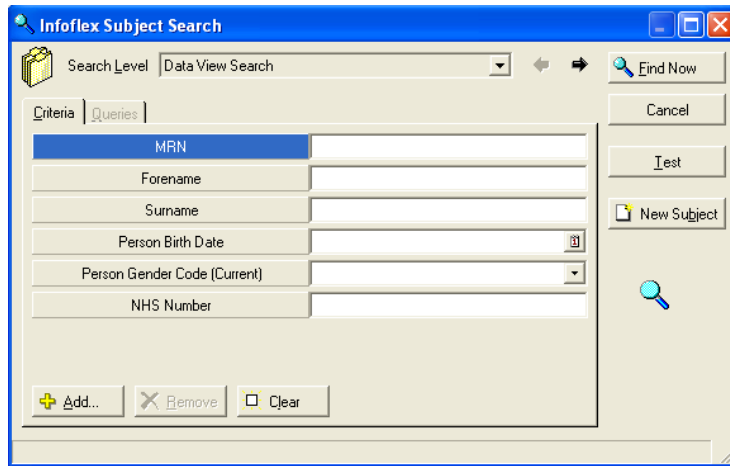 Infoflex Subject Search
Search Level Data View Search
Find Now
Criteria Queries
Cancel
MRN
Forename
Test
Surname
New Subject
Person Birth Date
Person Gender Code (Current)
NHS Number
Add... Remove Clear